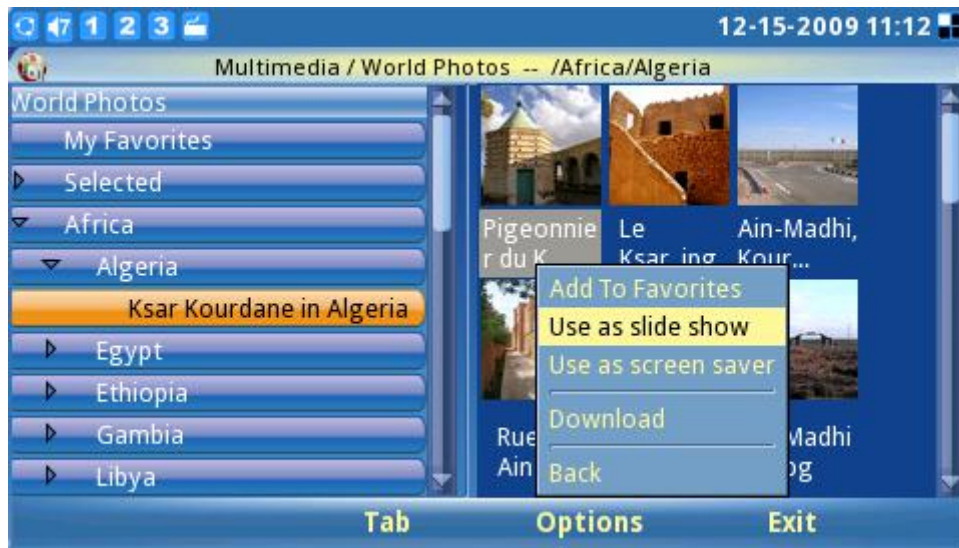 1 2 3 12-15-2009 11:12
Multimedia / World Photos -- /Africa/Algeria
World Photos
My Favorites
Selected
Africa
Algeria
Ksar Kourdane in Algeria
Egypt
Ethiopia
Gambia
Libya
Pigeonnie
r du K...
Le
Ksar
Ain-Madhi,
Kour...
Add To Favorites
Use as slide show
Use as screen saver
Download
Back
Rue
Ain
Madhi
Tab Options Exit